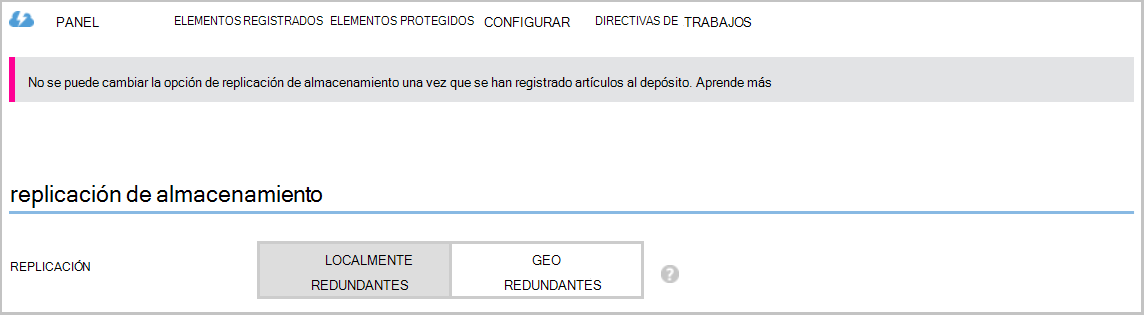 PANEL ELEMENTOS REGISTRADOS ELEMENTOS PROTEGIDOS CONFIGURAR DIRECTIVAS DE TRABAJOS
No se puede cambiar la opción de replicación de almacenamiento una vez que se han registrado artículos al depósito. Aprende más
replicación de almacenamiento
REPLICACIÓN
LOCALMENTE
REDUNDANTES
GEO
REDUNDANTES
?